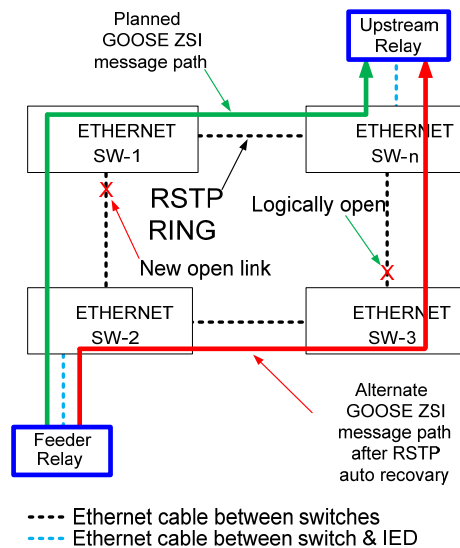 Planned
GOOSE ZSI
message path
Upstream
Relay
ETHERNET
SW-1
ETHERNET
SW-n
RSTP
RING
Logically open
X
New open link
X
ETHERNET
SW-2
ETHERNET
SW-3
Feeder
Relay
Alternate
GOOSE ZSI
message path
after RSTP
auto recovary
Ethernet cable between switches
Ethernet cable between switch & IED